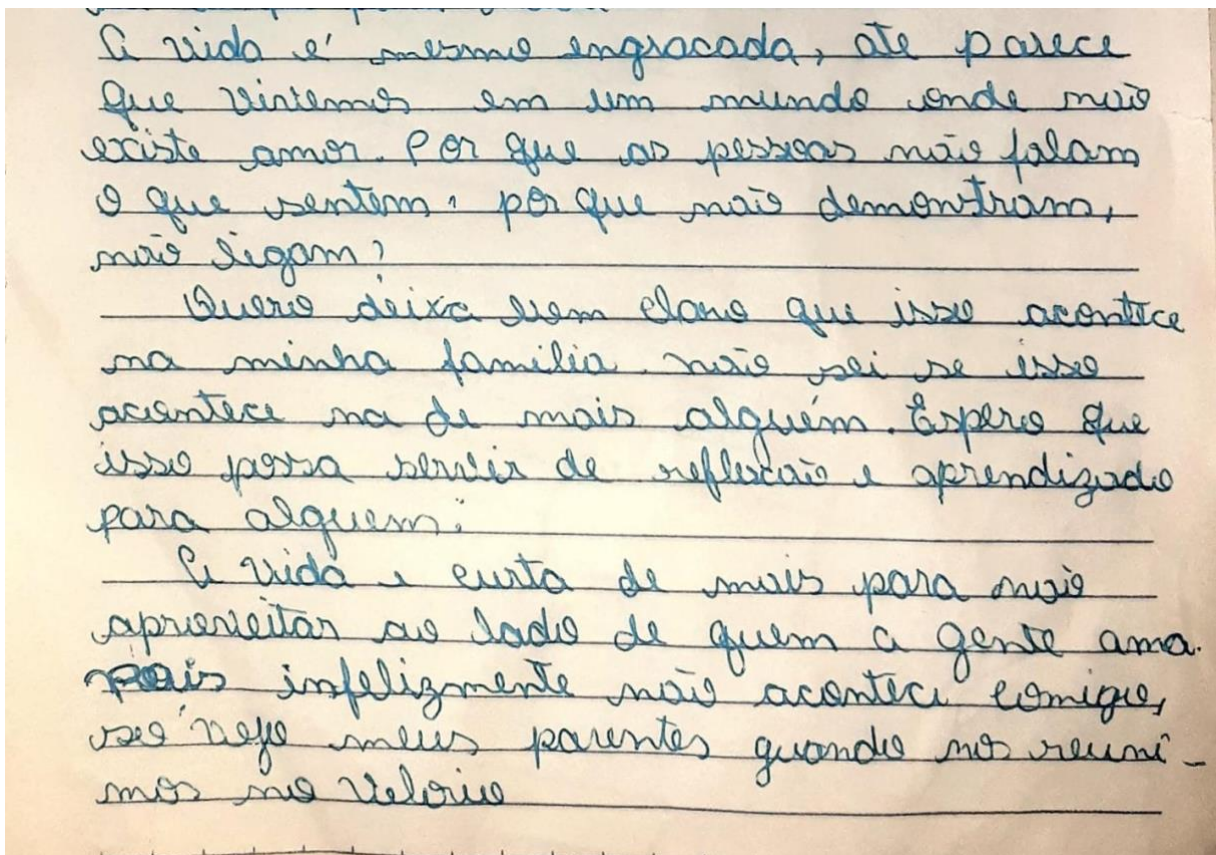 A vida é mesmo engraçada, ate parece
que vivemos em um mundo onde não
existe amor. Por que as pessoas não falam
o que sentem, por que não demonstram,
não ligam?
Quero deixa bem claro que isso acontece
na minha familia. não sei se isso
acontece na de mais alguém. Espero que
isso possa servir de reflexão e aprendizado
para alguem.
A vida e curta de mais para não
aproveitar ao lado de quem a gente ama.
pois infelizmente não acontece comigo,
só vejo meus parentes quando nos reuni-
mos no velorio